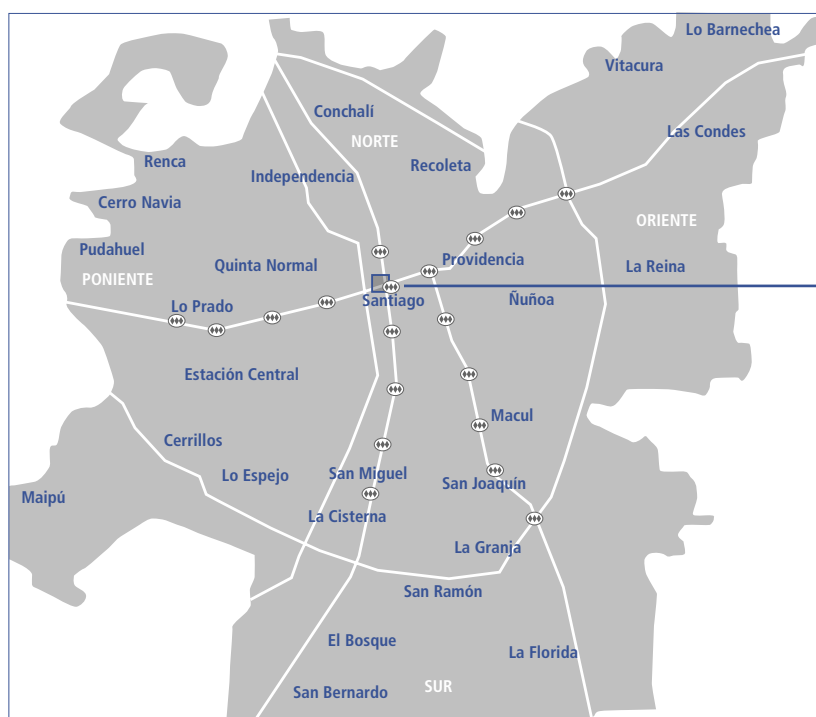 Lo Barnechea
Vitacura
Conchalí
Las Condes
NORTE
Renca
Recoleta
Independencia
Cerro Navia
ORIENTE
Pudahuel
Providencia
Quinta Normal
La Reina
PONIENTE
Santiago
Ñuñoa
Lo Prado
Estación Central
Macul
Cerrillos
Lo Espejo
San Miguel
San Joaquín
Maipú
La Cisterna
La Granja
San Ramón
El Bosque
La Florida
San Bernardo
SUR